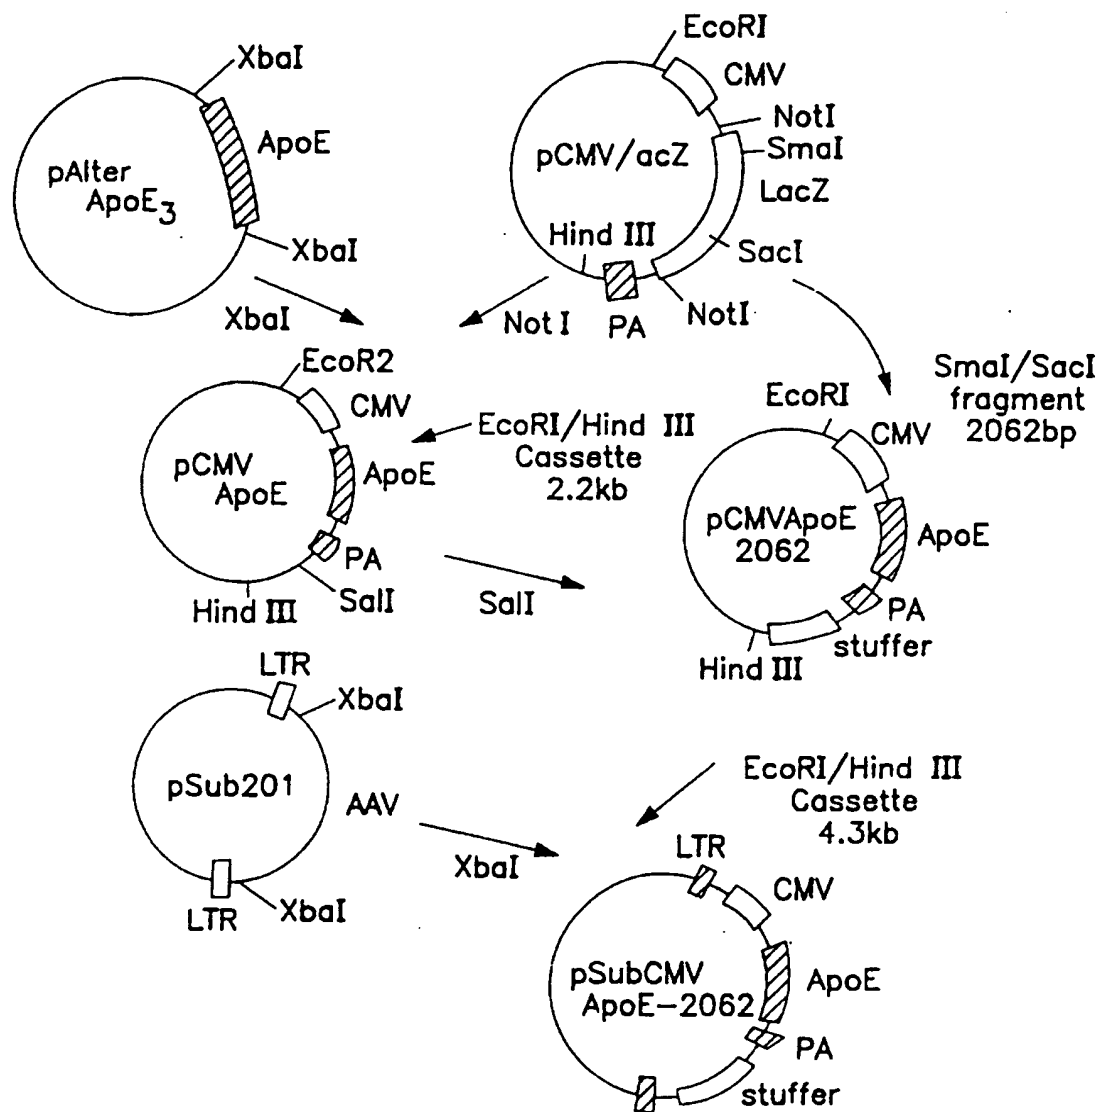 XbaI
ApoE
pAlter
ApoE3
XbaI
XbaI
EcoRI
CMV
NotI
SmaI
pCMV/acZ
LacZ
Hind III
SacI
Not I
PA
NotI
SmaI/SacI
fragment
2062bp
EcoR2
CMV
EcoRI/Hind III
Cassette
2.2kb
pCMV
ApoE
ApoE
PA
SalI
Hind III
SalI
EcoRI
CMV
pCMVApoE
2062
ApoE
PA
stuffer
Hind III
LTR
XbaI
pSub201
AAV
LTR
XbaI
XbaI
EcoRI/Hind III
Cassette
4.3kb
LTR
CMV
pSubCMV
ApoE-2062
ApoE
PA
stuffer